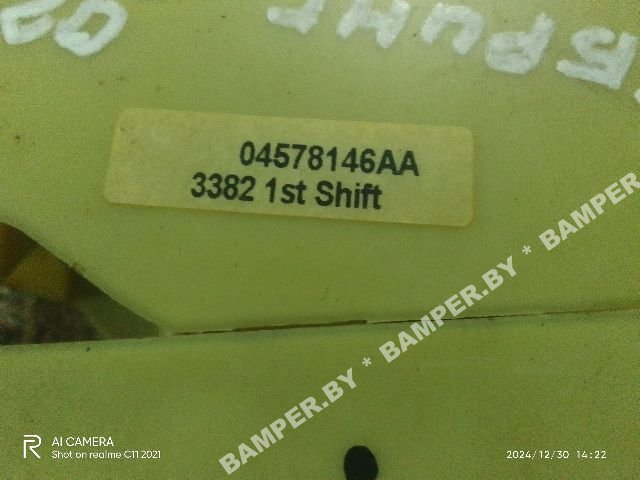 04578146AA
3382 1st Shift
BAMPER.BY * BAMPER.BY * BAMPER.
AI CAMERA
Shot on realme C11 2021
2024/12/30 14:22